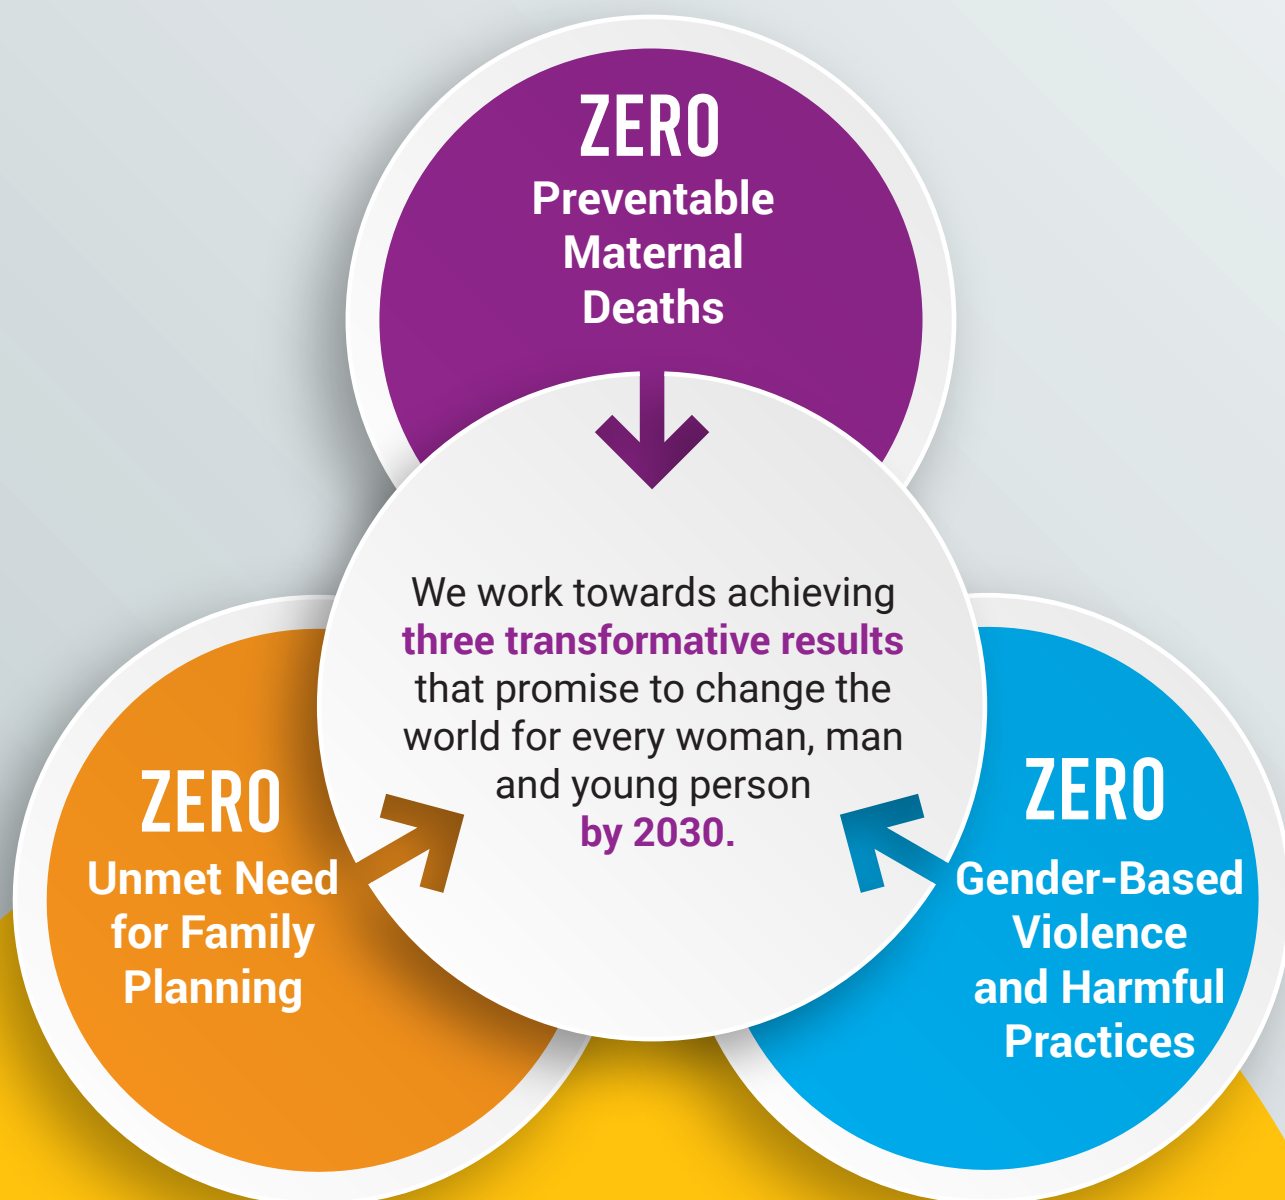 ZERO
Preventable
Maternal
Deaths
We work towards achieving
three transformative results
that promise to change the
world for every woman, man
and young person
by 2030.
ZERO
Unmet Need
for Family
Planning
ZERO
Gender-Based
Violence
and Harmful
Practices